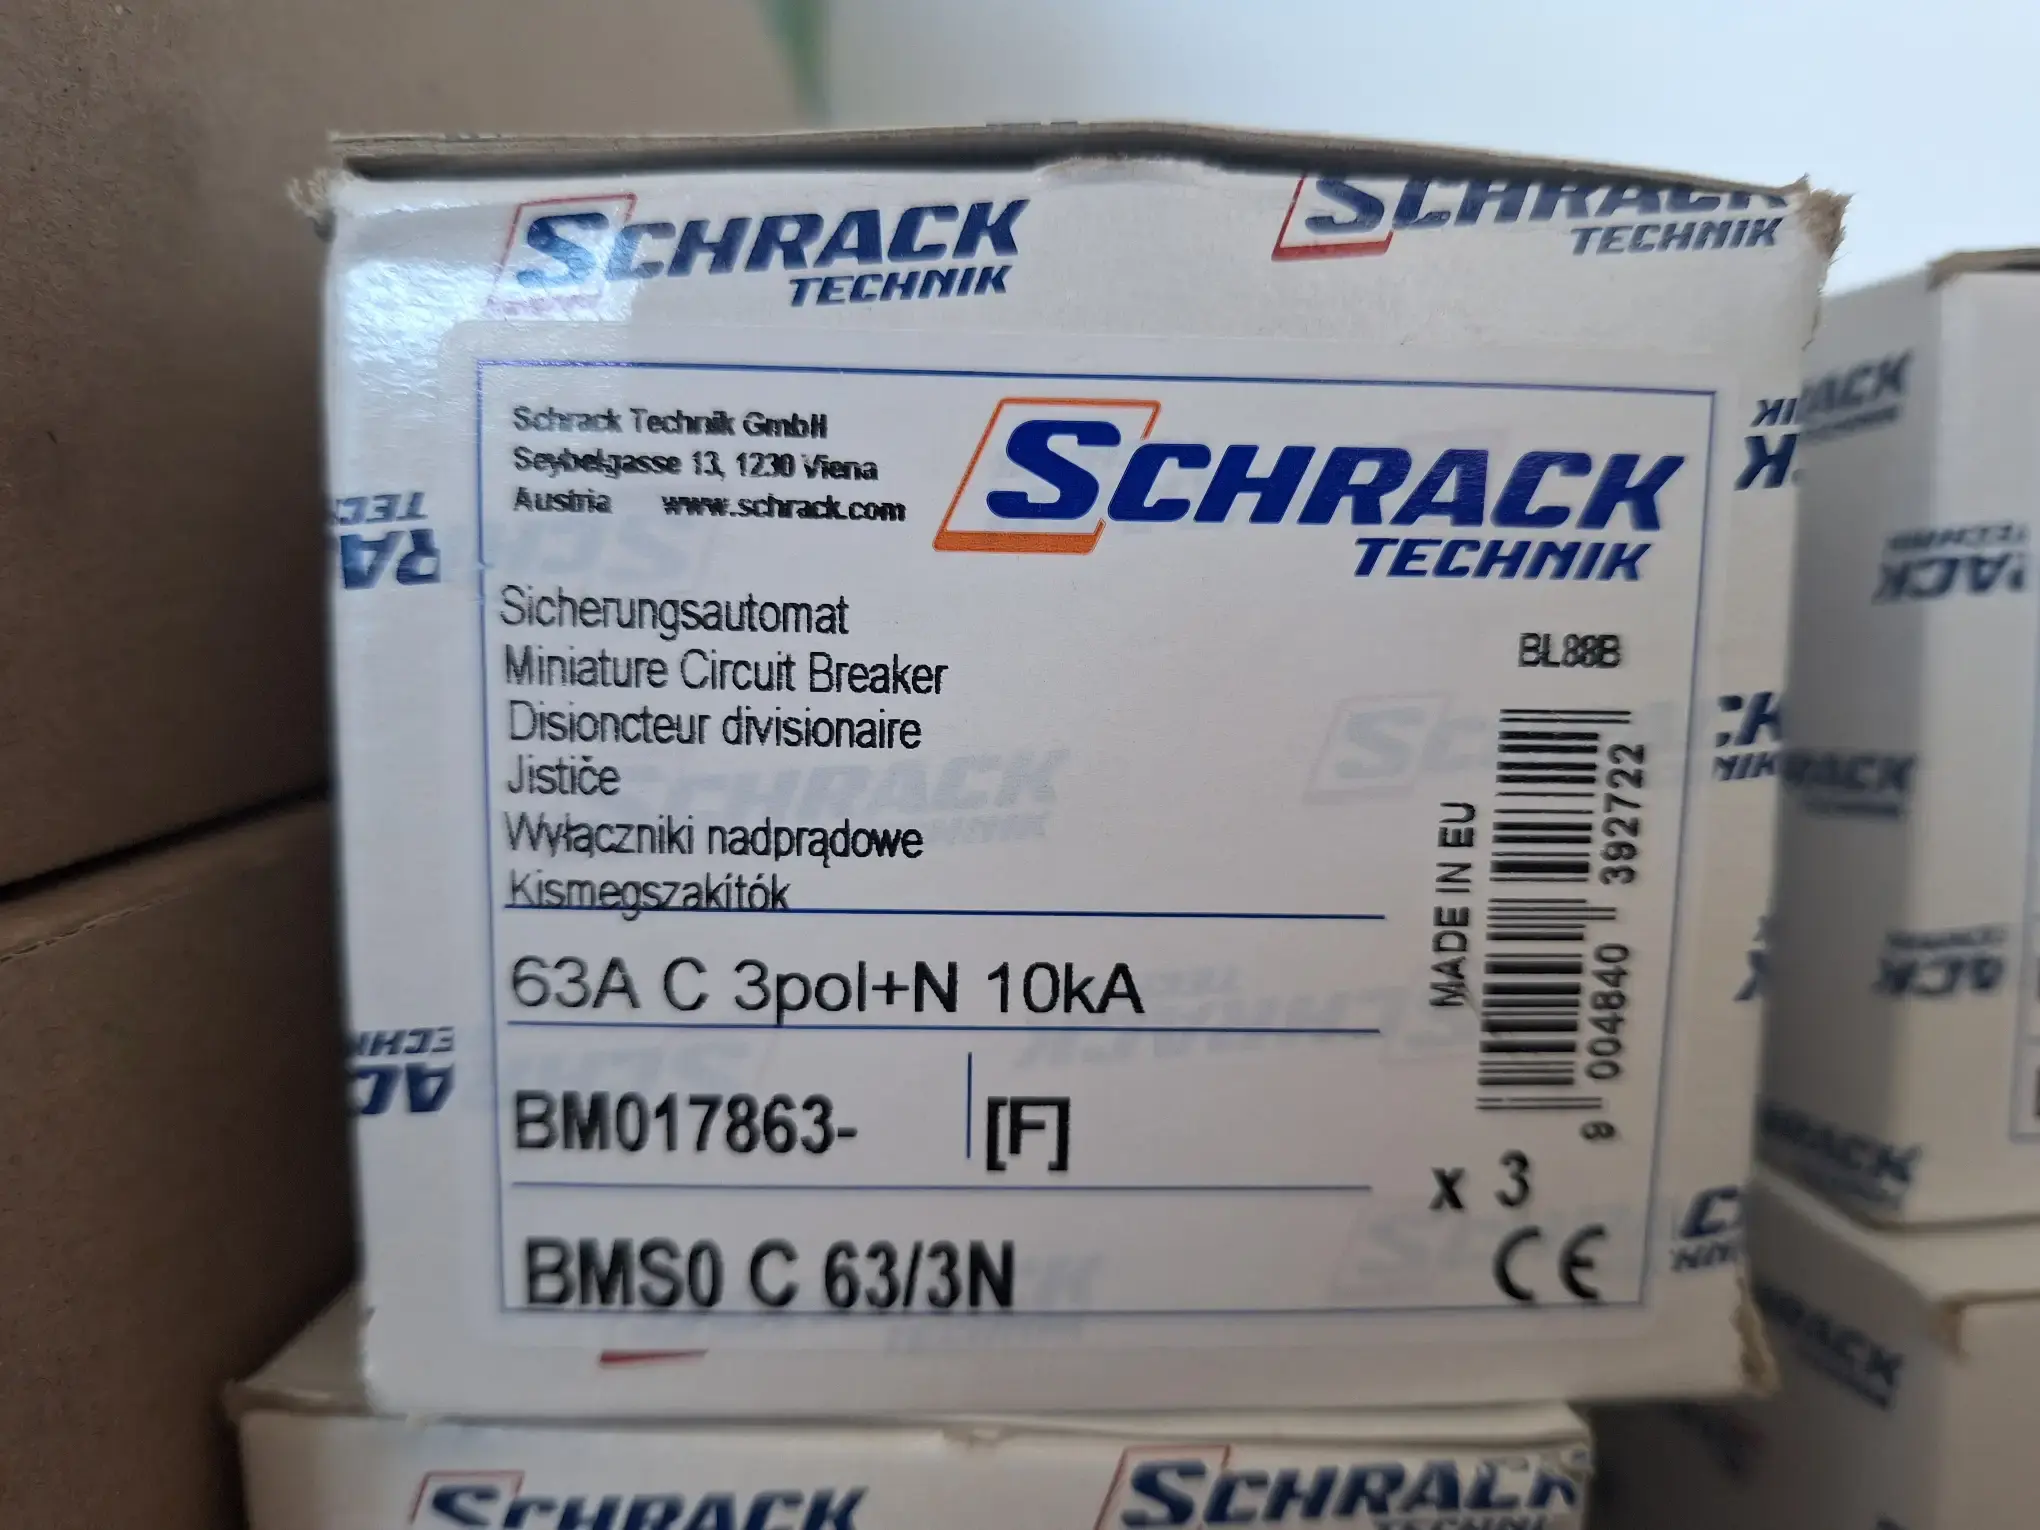 SCHRACK
TECHNIK
SCHRACK
TECHNIK
Schrack Technik GmbH
Seybelgasse 13, 1230 Viena
Austria www.schrack.com
SCHRACK
TECHNIK
Sicherungsautomat
Miniature Circuit Breaker
Disioncteur divisionaire
Jističe
Wyłączniki nadprądowe
Kismegszakítók
BL88B
MADE IN EU
9 004840 392722
63A C 3pol+N 10kA
BM017863-
[F]
x 3
BMS0 C 63/3N
CE
SCHRACK
SCHRACK